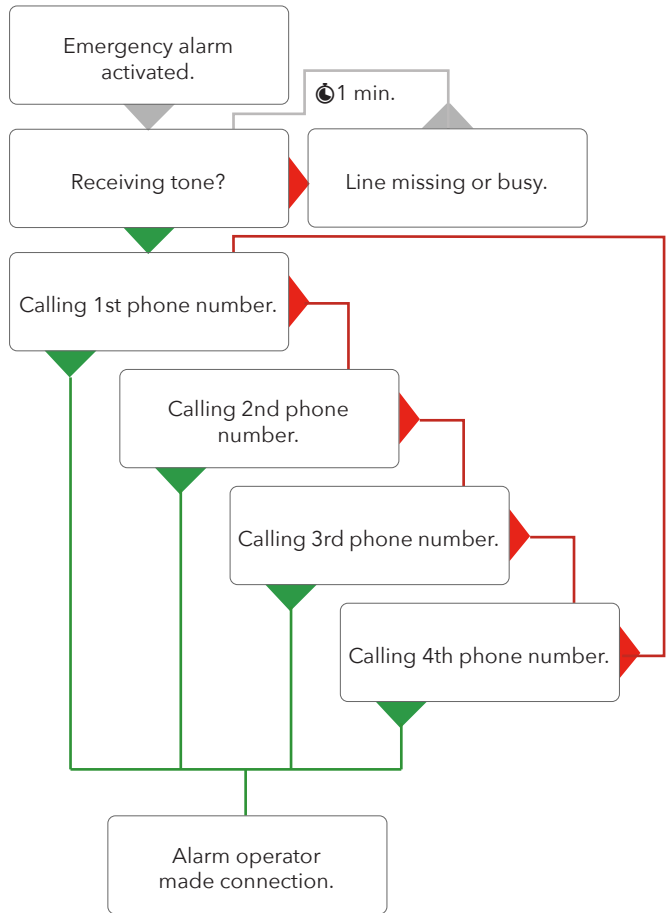 Emergency alarm
activated.
1 min.
Receiving tone?
Line missing or busy.
Calling 1st phone number.
Calling 2nd phone
number.
Calling 3rd phone number.
Calling 4th phone number.
Alarm operator
made connection.